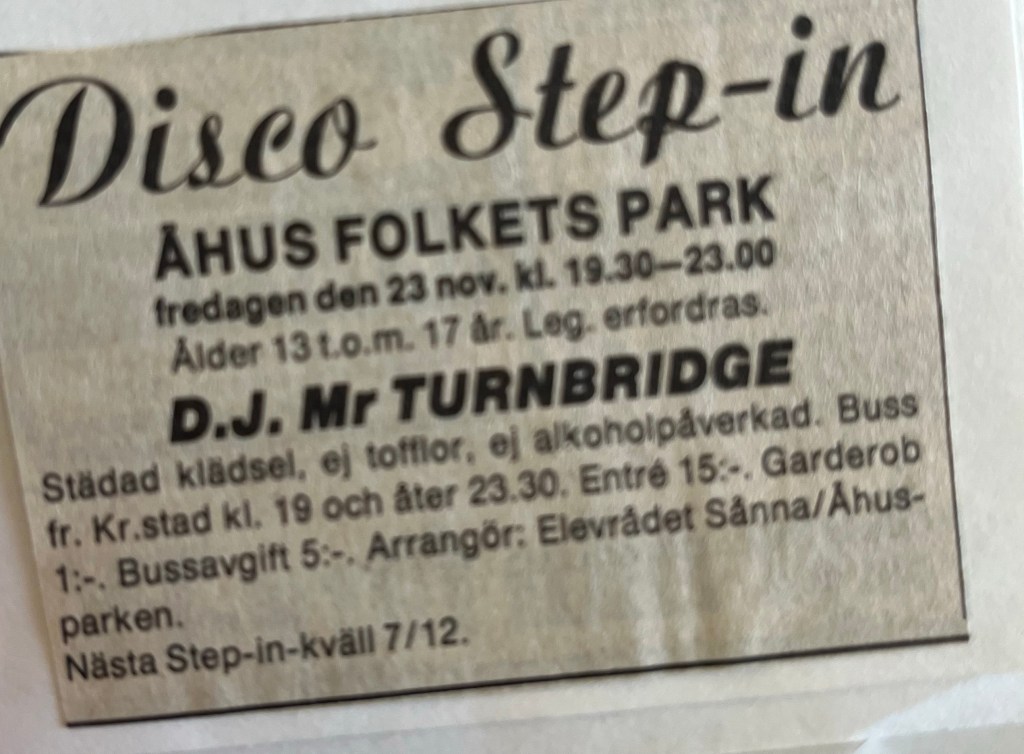 Disco Step-in
ÅHUS FOLKETS PARK
fredagen den 23 nov. kl. 19.30–23.00
Ålder 13 t.o.m. 17 år. Leg. erfordras.
D.J. Mr TURNBRIDGE
Städad klädsel, ej tofflor, ej alkoholpåverkad. Buss
fr. Kr.stad kl. 19 och åter 23.30. Entré 15:-. Garderob
1:-. Bussavgift 5:-. Arrangör: Elevrådet Sånna/Åhus-
parken.
Nästa Step-in-kväll 7/12.